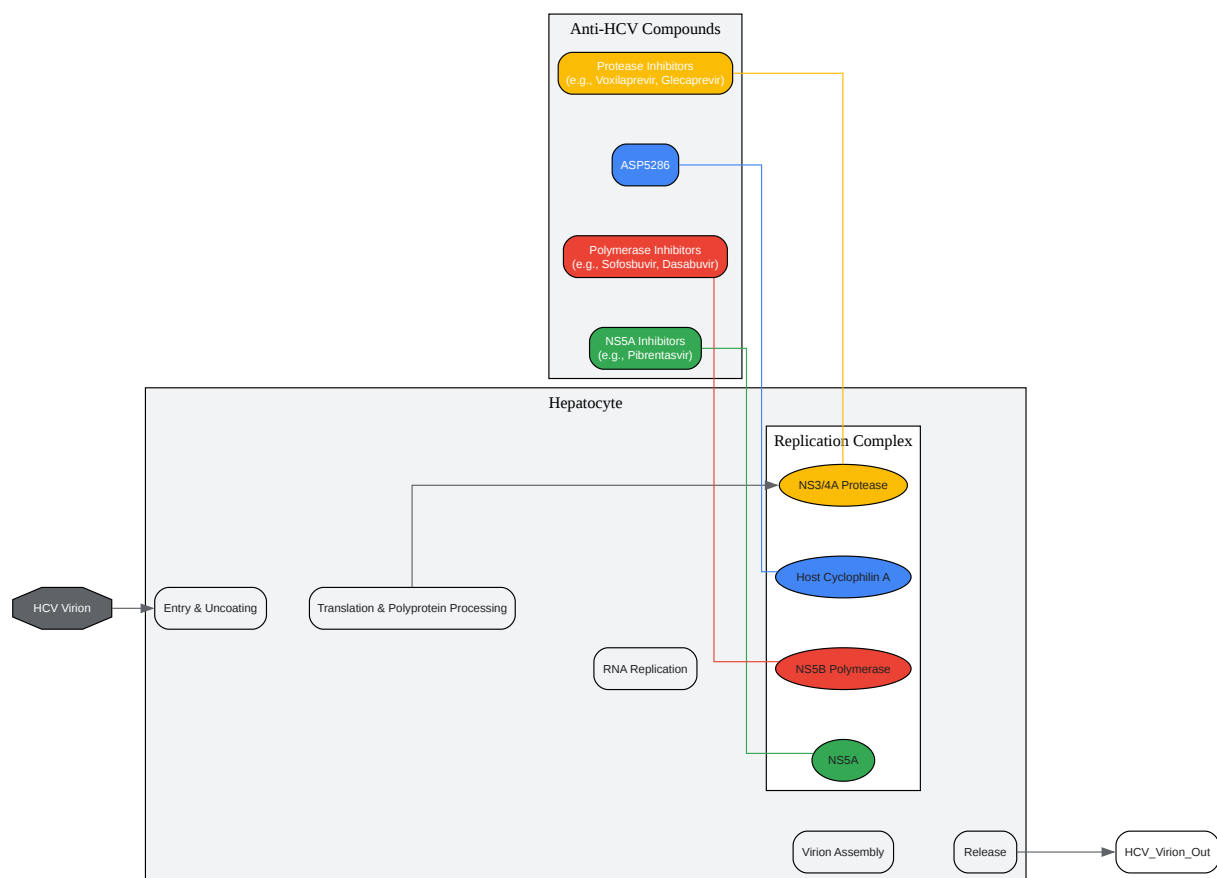 Anti-HCV Compounds
Protease Inhibitors
(e.g., Voxilaprevir, Glecaprevir)
ASP5286
Polymerase Inhibitors
(e.g., Sofosbuvir, Dasabuvir)
NS5A Inhibitors
(e.g., Pibrentasvir)
Hepatocyte
Replication Complex
NS3/4A Protease
Host Cyclophilin A
HCV Virion
Entry & Uncoating
Translation & Polyprotein Processing
RNA Replication
NS5B Polymerase
NS5A
Virion Assembly
Release
HCV_Virion_Out